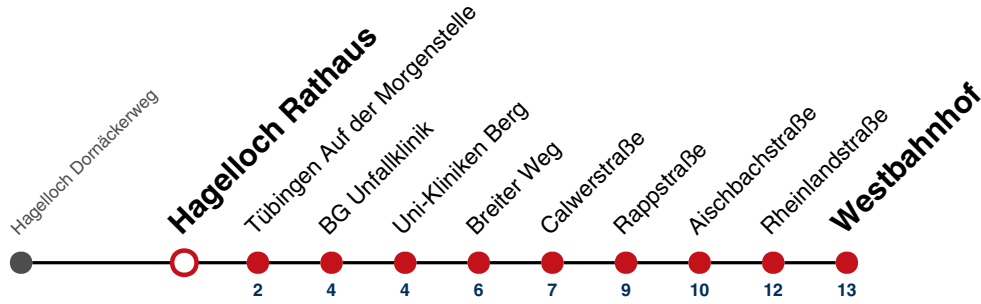 Hagelloch Dornäckerweg
Hagelloch Rathaus
Tübingen Auf der Morgenstelle
BG Unfallklinik
Uni-Kliniken Berg
Breiter Weg
Calwerstraße
Rappstraße
Aischbachstraße
Rheinlandstraße
Westbahnhof
2 4 4 6 7 9 10 12 13